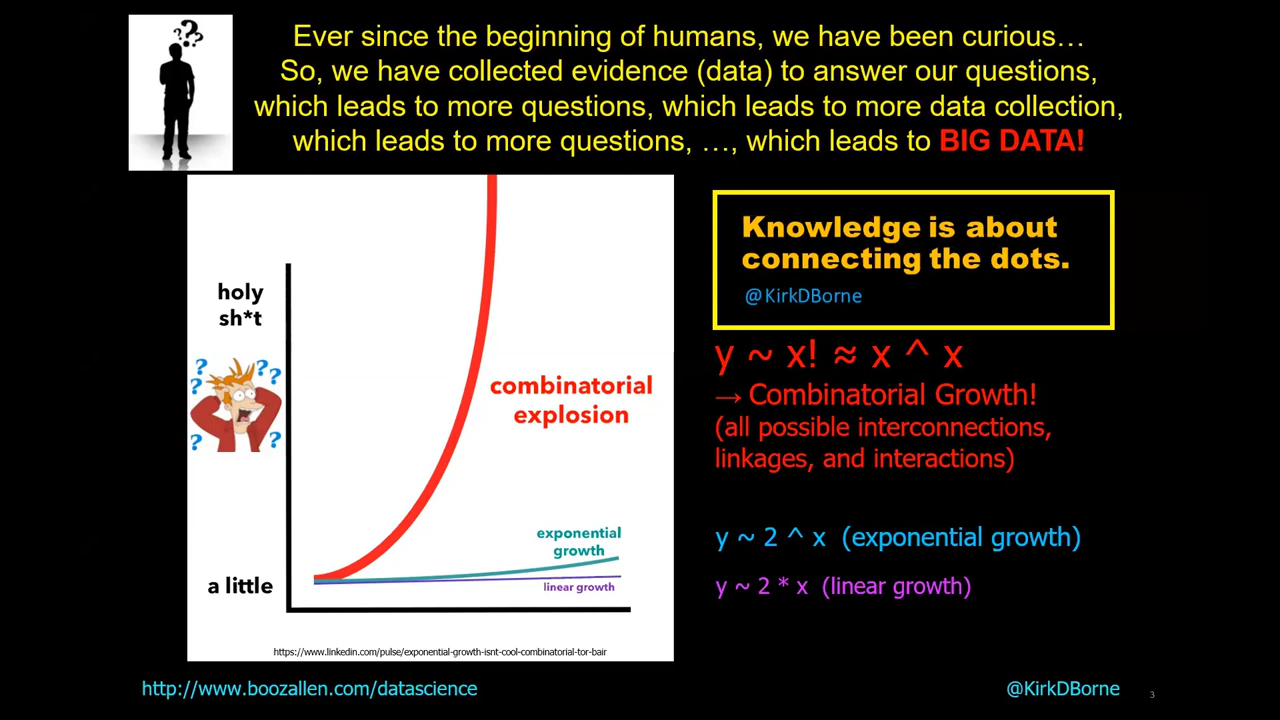 Ever since the beginning of humans, we have been curious…
So, we have collected evidence (data) to answer our questions,
which leads to more questions, which leads to more data collection,
which leads to more questions, …, which leads to BIG DATA!
holy
sh*t
combinatorial
explosion
exponential
growth
linear growth
a little
https://www.linkedin.com/pulse/exponential-growth-isnt-cool-combinatorial-tor-bair
Knowledge is about
connecting the dots.
@KirkDBorne
y ~ x! ≈ x ^ x
→ Combinatorial Growth!
(all possible interconnections,
linkages, and interactions)
y ~ 2 ^ x (exponential growth)
y ~ 2 * x (linear growth)
http://www.boozallen.com/datascience
@KirkDBorne
3